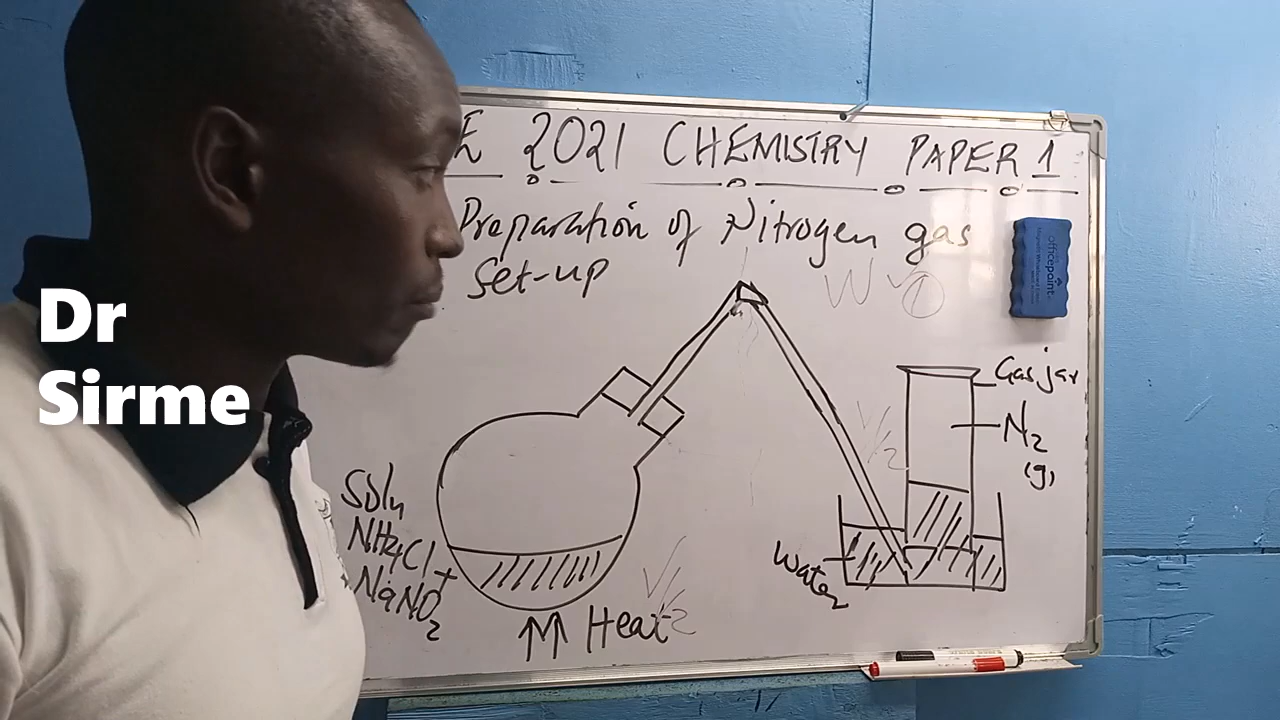 E 2021 CHEMISTRY PAPER 1
Preparation of Nitrogen gas
Set-up
officepoint
Dr
Sirme
Gas jar
N2
(g)
Soln
NH4Cl +
NaNO2
Water
Heat